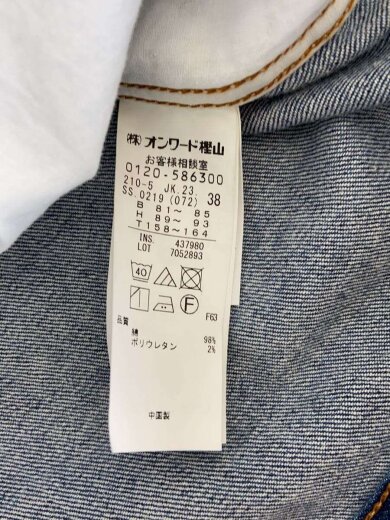 (株) オンワード樫山
お客様相談室
0120-586300
210-5 JK.23
SS.0219 (072) 38
B 81～ 85
H 89～ 93
T 158～164
INS. 437980
LOT 7052893
40
F
F63
品質
綿 98%
ポリウレタン 2%
中国製